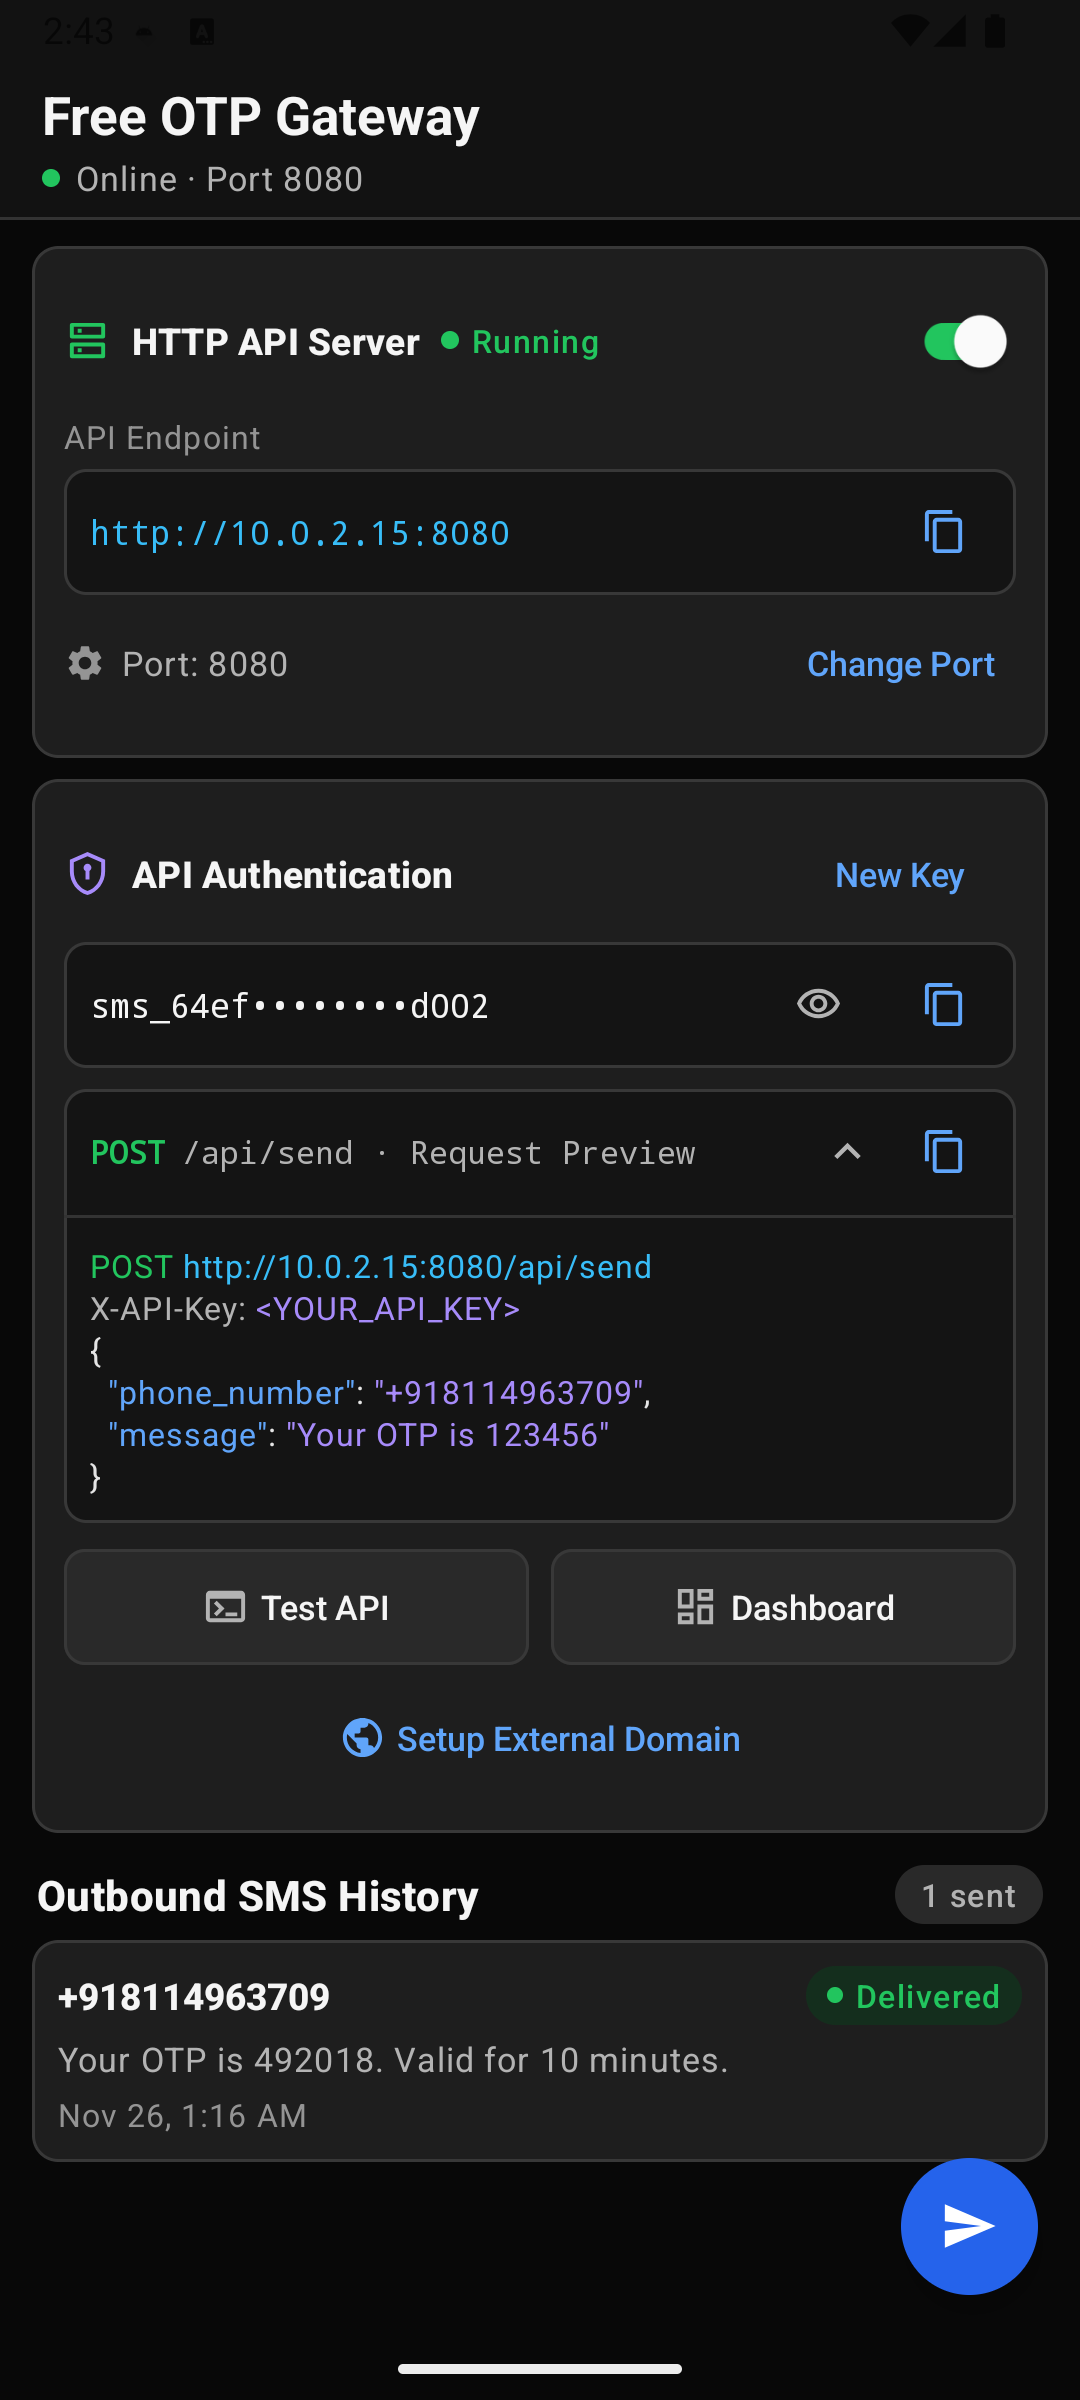 2:43
Free OTP Gateway
Online · Port 8080
HTTP API Server
Running
API Endpoint
http://10.0.2.15:8080
Port: 8080
Change Port
API Authentication
New Key
sms_64ef••••••••d002
POST /api/send · Request Preview
POST http://10.0.2.15:8080/api/send
X-API-Key: <YOUR_API_KEY>
{
"phone_number": "+918114963709",
"message": "Your OTP is 123456"
}
Test API
Dashboard
Setup External Domain
Outbound SMS History
1 sent
+918114963709
Delivered
Your OTP is 492018. Valid for 10 minutes.
Nov 26, 1:16 AM